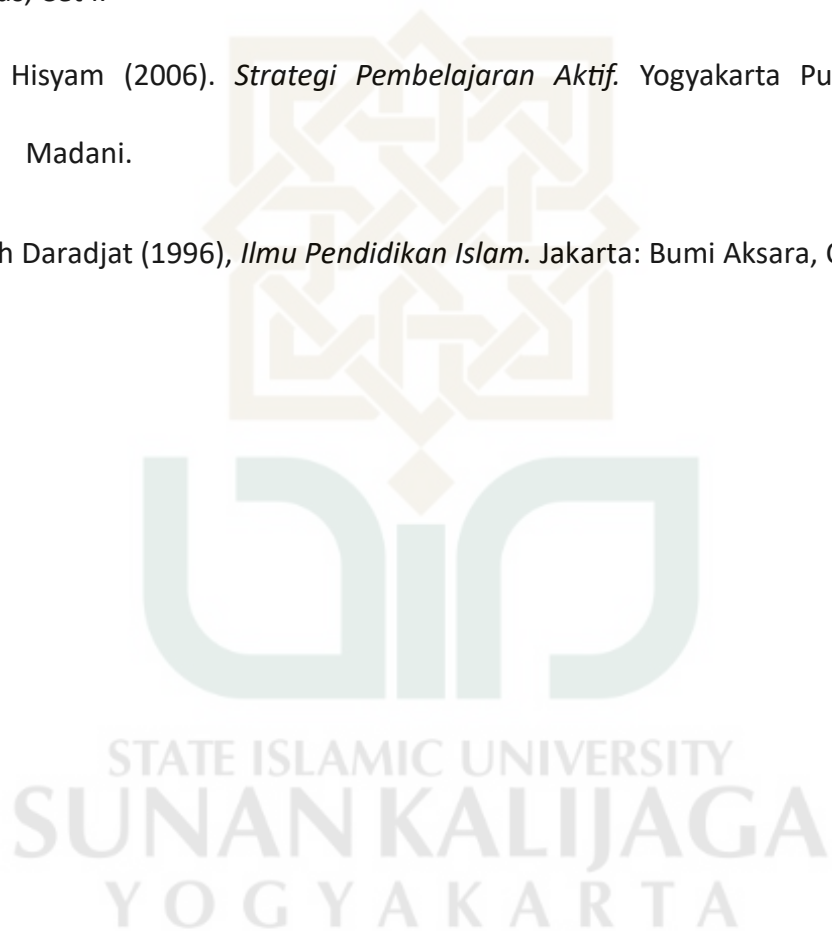 Hisyam (2006). Strategi Pembelajaran Aktif. Yogyakarta Pu
Madani.
h Daradjat (1996), Ilmu Pendidikan Islam. Jakarta: Bumi Aksara,
STATE ISLAMIC UNIVERSITY
SUNAN KALIJAGA
YOGYAKARTA